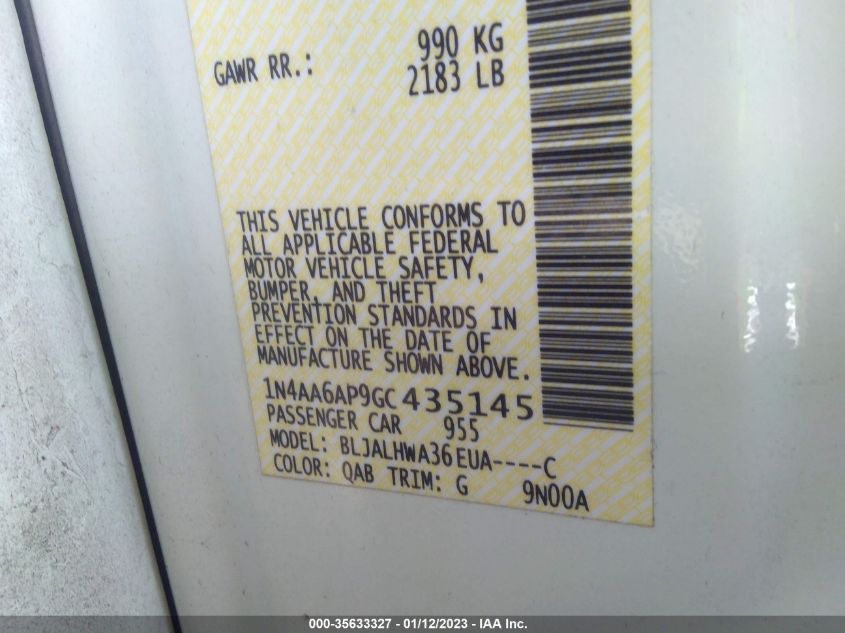 990 KG
GAWR RR.: 2183 LB
THIS VEHICLE CONFORMS TO
ALL APPLICABLE FEDERAL
MOTOR VEHICLE SAFETY,
BUMPER, AND THEFT
PREVENTION STANDARDS IN
EFFECT ON THE DATE OF
MANUFACTURE SHOWN ABOVE.
1N4AA6AP9GC435145
PASSENGER CAR 955
MODEL: BLJALHWA36EUA----C
COLOR: QAB TRIM: G 9N00A
000-35633327 - 01/12/2023 - IAA Inc.